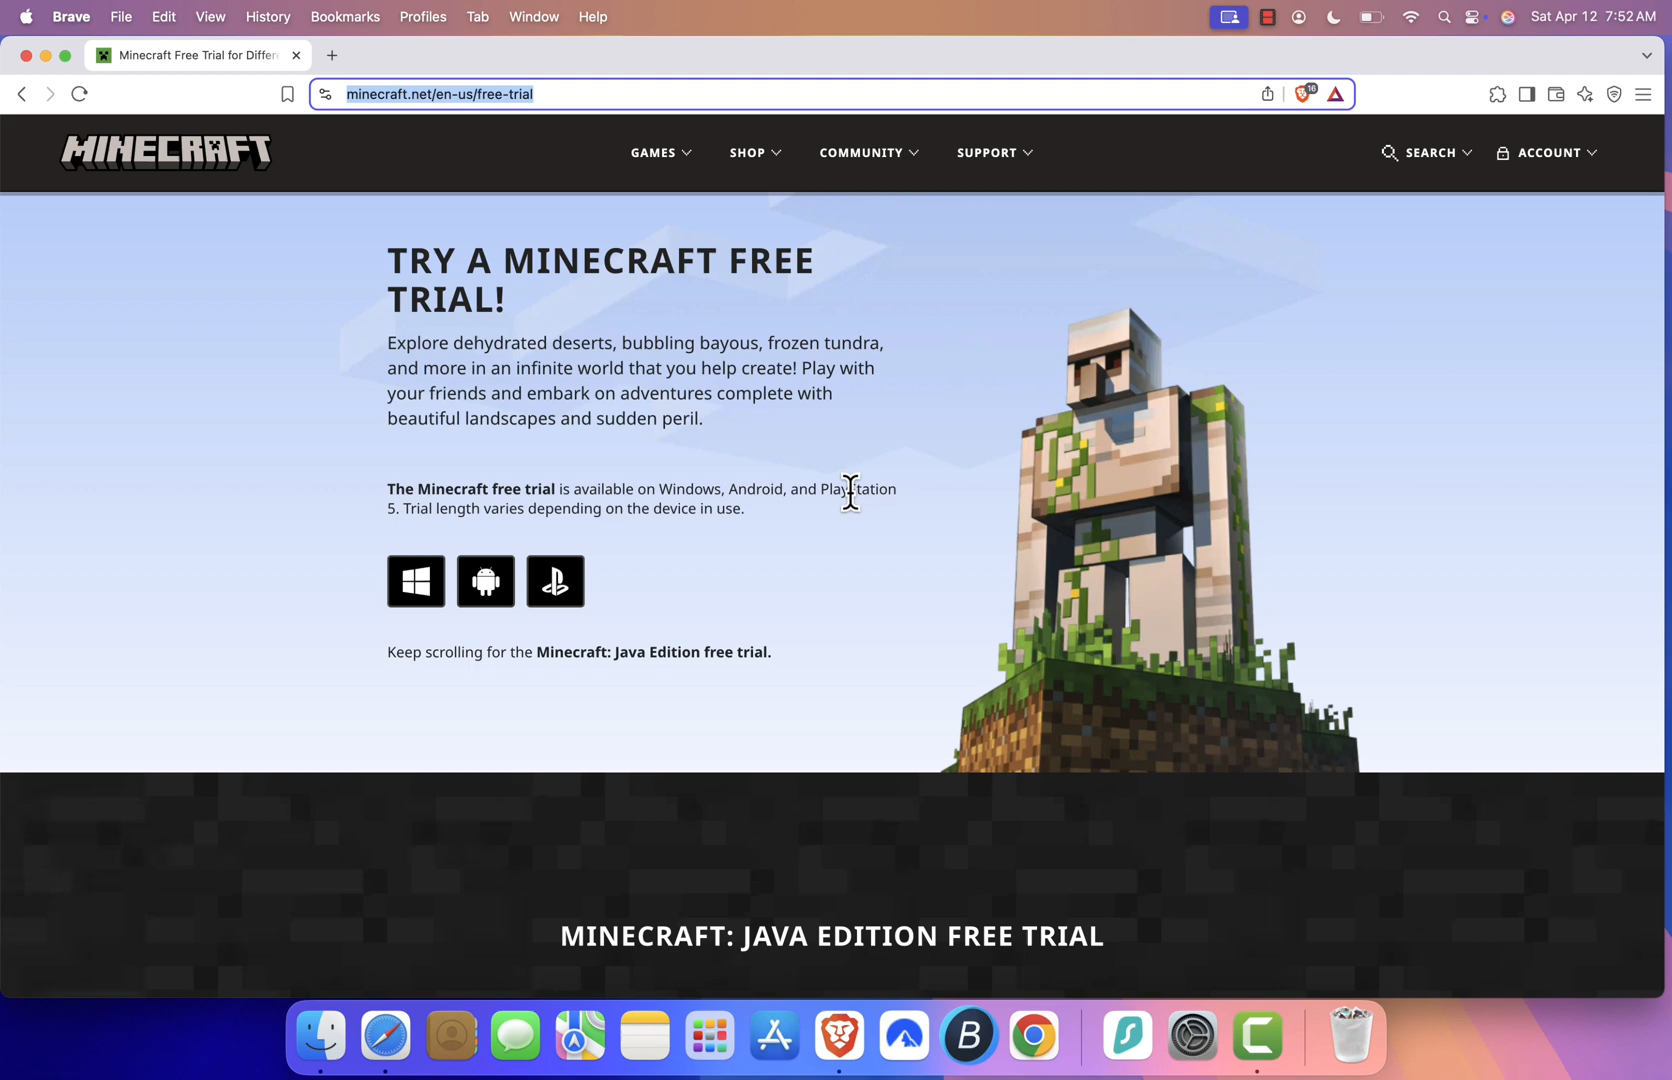 Brave File Edit View History Bookmarks Profiles Tab Window Help Sat Apr 12 7:52 AM
Minecraft Free Trial for Differ
minecraft.net/en-us/free-trial 16
MINECRAFT GAMES SHOP COMMUNITY SUPPORT SEARCH ACCOUNT
TRY A MINECRAFT FREE
TRIAL!
Explore dehydrated deserts, bubbling bayous, frozen tundra,
and more in an infinite world that you help create! Play with
your friends and embark on adventures complete with
beautiful landscapes and sudden peril.
The Minecraft free trial is available on Windows, Android, and PlayStation
5. Trial length varies depending on the device in use.
Keep scrolling for the Minecraft: Java Edition free trial.
MINECRAFT: JAVA EDITION FREE TRIAL